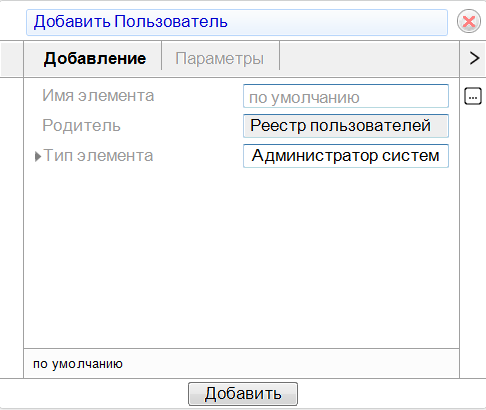 Добавить Пользователь
Добавление Параметры
Имя элемента по умолчанию
Родитель Реестр пользователей
Тип элемента Администратор систем
по умолчанию
Добавить